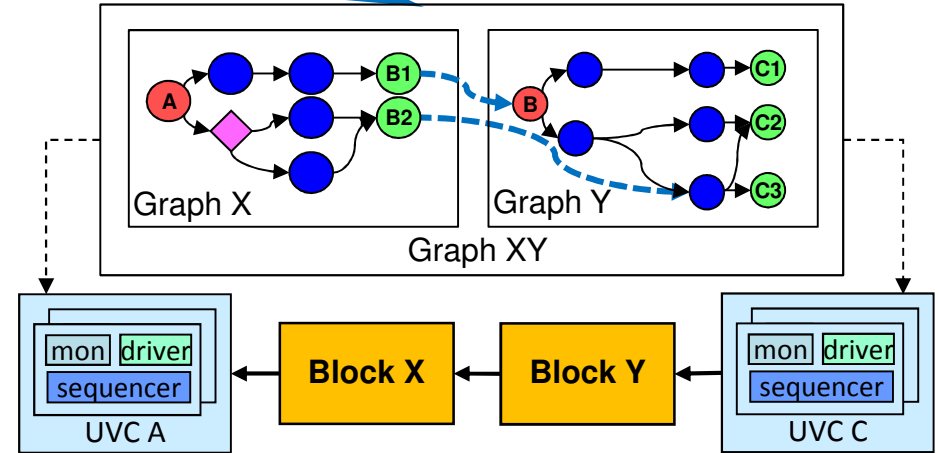 A
B1
B2
Graph X
B
C1
C2
C3
Graph Y
Graph XY
mon
driver
sequencer
UVC A
Block X
Block Y
mon
driver
sequencer
UVC C